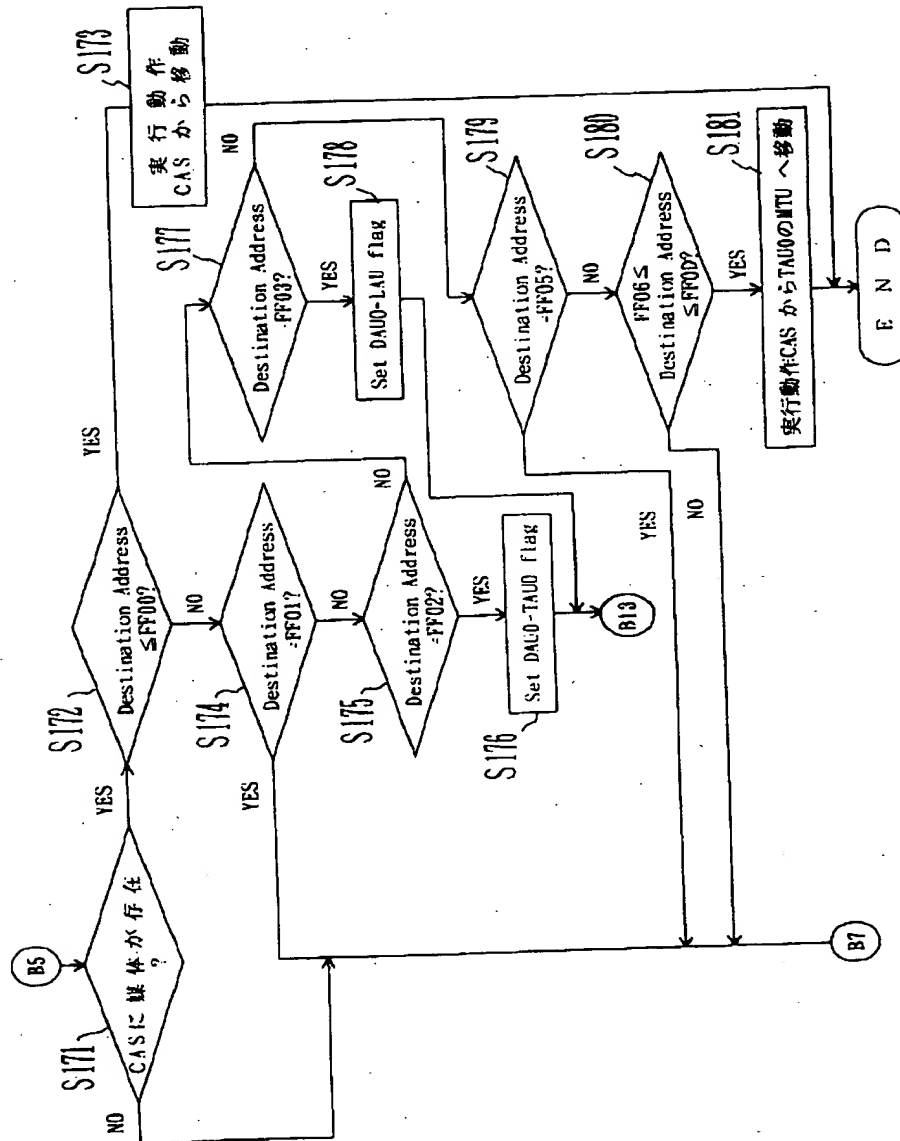 B5
S171
CASに媒体が存在
?
YES
NO
S172
Destination Address
≦FF00?
YES
NO
S173
実行動作
CASから移動
S174
Destination Address
=FF01?
YES
NO
S175
Destination Address
=FF02?
NO
YES
S176
Set DAU0-TAU0 flag
B13
S177
Destination Address
=FF03?
NO
YES
S178
Set DAU0-LAU flag
S179
Destination Address
=FF05?
YES
NO
S180
FF06≦
Destination Address
≦FF0D?
NO
YES
S181
実行動作CASからTAU0のMTUへ移動
END
B7